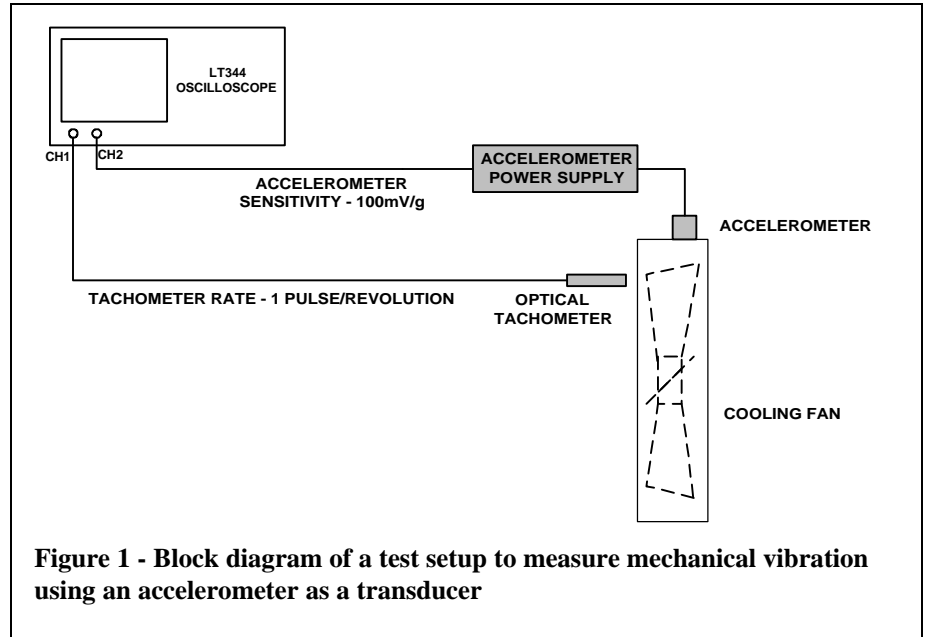 LT344
OSCILLOSCOPE
CH1
CH2
ACCELEROMETER
POWER SUPPLY
ACCELEROMETER
SENSITIVITY - 100mV/g
ACCELEROMETER
TACHOMETER RATE - 1 PULSE/REVOLUTION
OPTICAL
TACHOMETER
COOLING FAN
Figure 1 - Block diagram of a test setup to measure mechanical vibration
using an accelerometer as a transducer